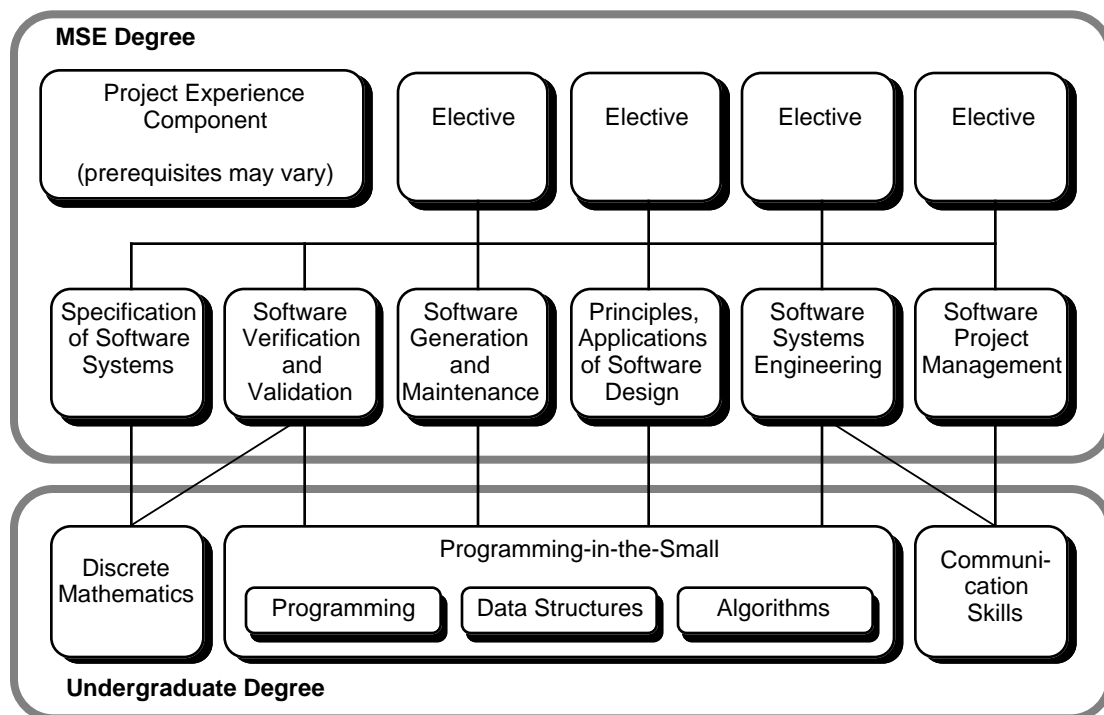 MSE Degree
Project Experience
Component
(prerequisites may vary)
Elective
Elective
Elective
Elective
Specification
of Software
Systems
Software
Verification
and
Validation
Software
Generation
and
Maintenance
Principles,
Applications
of Software
Design
Software
Systems
Engineering
Software
Project
Management
Discrete
Mathematics
Programming-in-the-Small
Programming
Data Structures
Algorithms
Communi-
cation
Skills
Undergraduate Degree